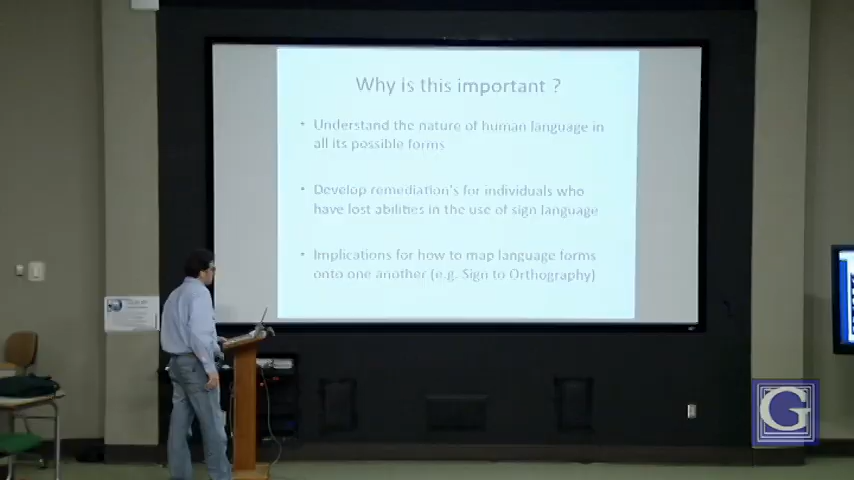 Why is this important ?
• Understand the nature of human language in
all its possible forms
• Develop remediation's for individuals who
have lost abilities in the use of sign language
• Implications for how to map language forms
onto one another (e.g. Sign to Orthography)
G